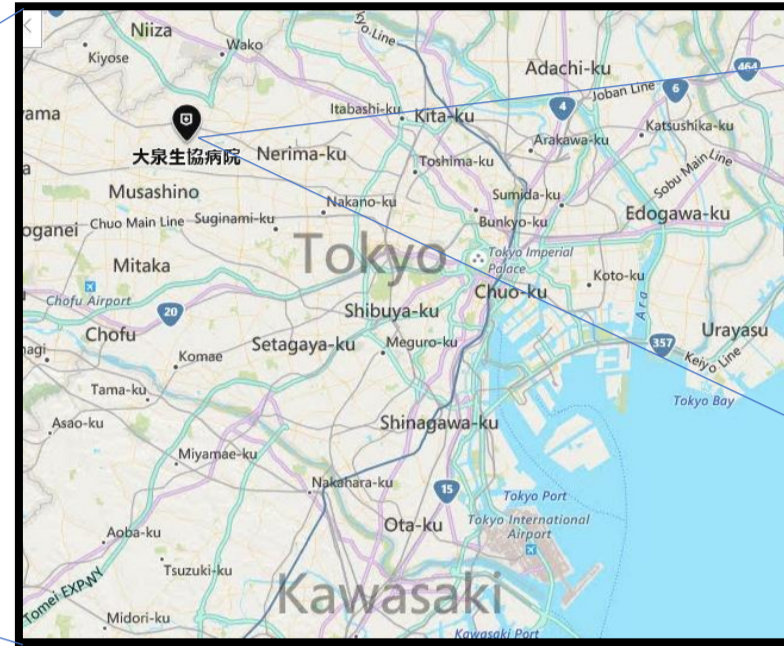 Niiza
Wako
Kiyose
yo Line
Adachi-ku
464
6
Joban Line
4
yama
Itabashi-ku
Kita-ku
Katsushika-ku
Arakawa-ku
大泉生協病院
Nerima-ku
Toshima-ku
Sobu Main Line
Musashino
Nakano-ku
Sumida-ku
Edogawa-ku
oganei
Chuo Main Line
Suginami-ku
Bunkyo-ku
Tokyo
Tokyo Imperial
Palace
Mitaka
Koto-ku
Chofu Airport
Chuo-ku
Ara
20
Shibuya-ku
Urayasu
Chofu
Setagaya-ku
Meguro-ku
357
Keiyo Line
nagi
Komae
Tama-ku
Tokyo Bay
Asao-ku
Shinagawa-ku
Miyamae-ku
Nakahara-ku
15
Tokyo Port
Ota-ku
Tokyo International
Airport
Aoba-ku
Tsuzuki-ku
Tomei EXPWY
Kawasaki
Midori-ku
Kawasaki Port